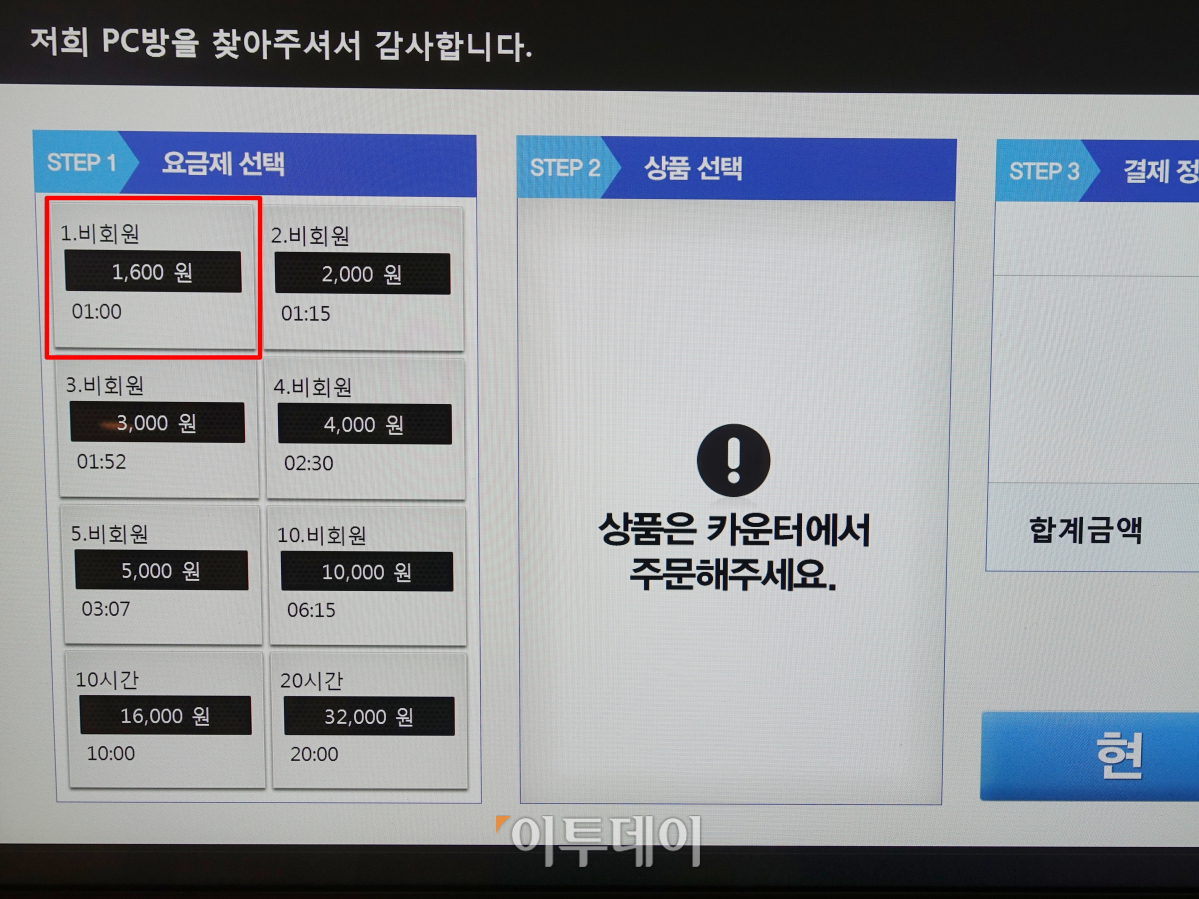 저희 PC방을 찾아주셔서 감사합니다.
STEP 1 요금제 선택
1.비회원
1,600 원
01:00
2.비회원
2,000 원
01:15
3.비회원
3,000 원
01:52
4.비회원
4,000 원
02:30
5.비회원
5,000 원
03:07
10.비회원
10,000 원
06:15
10시간
16,000 원
10:00
20시간
32,000 원
20:00
STEP 2 상품 선택
상품은 카운터에서
주문해주세요.
STEP 3 결제 정
합계금액
현
이투데이